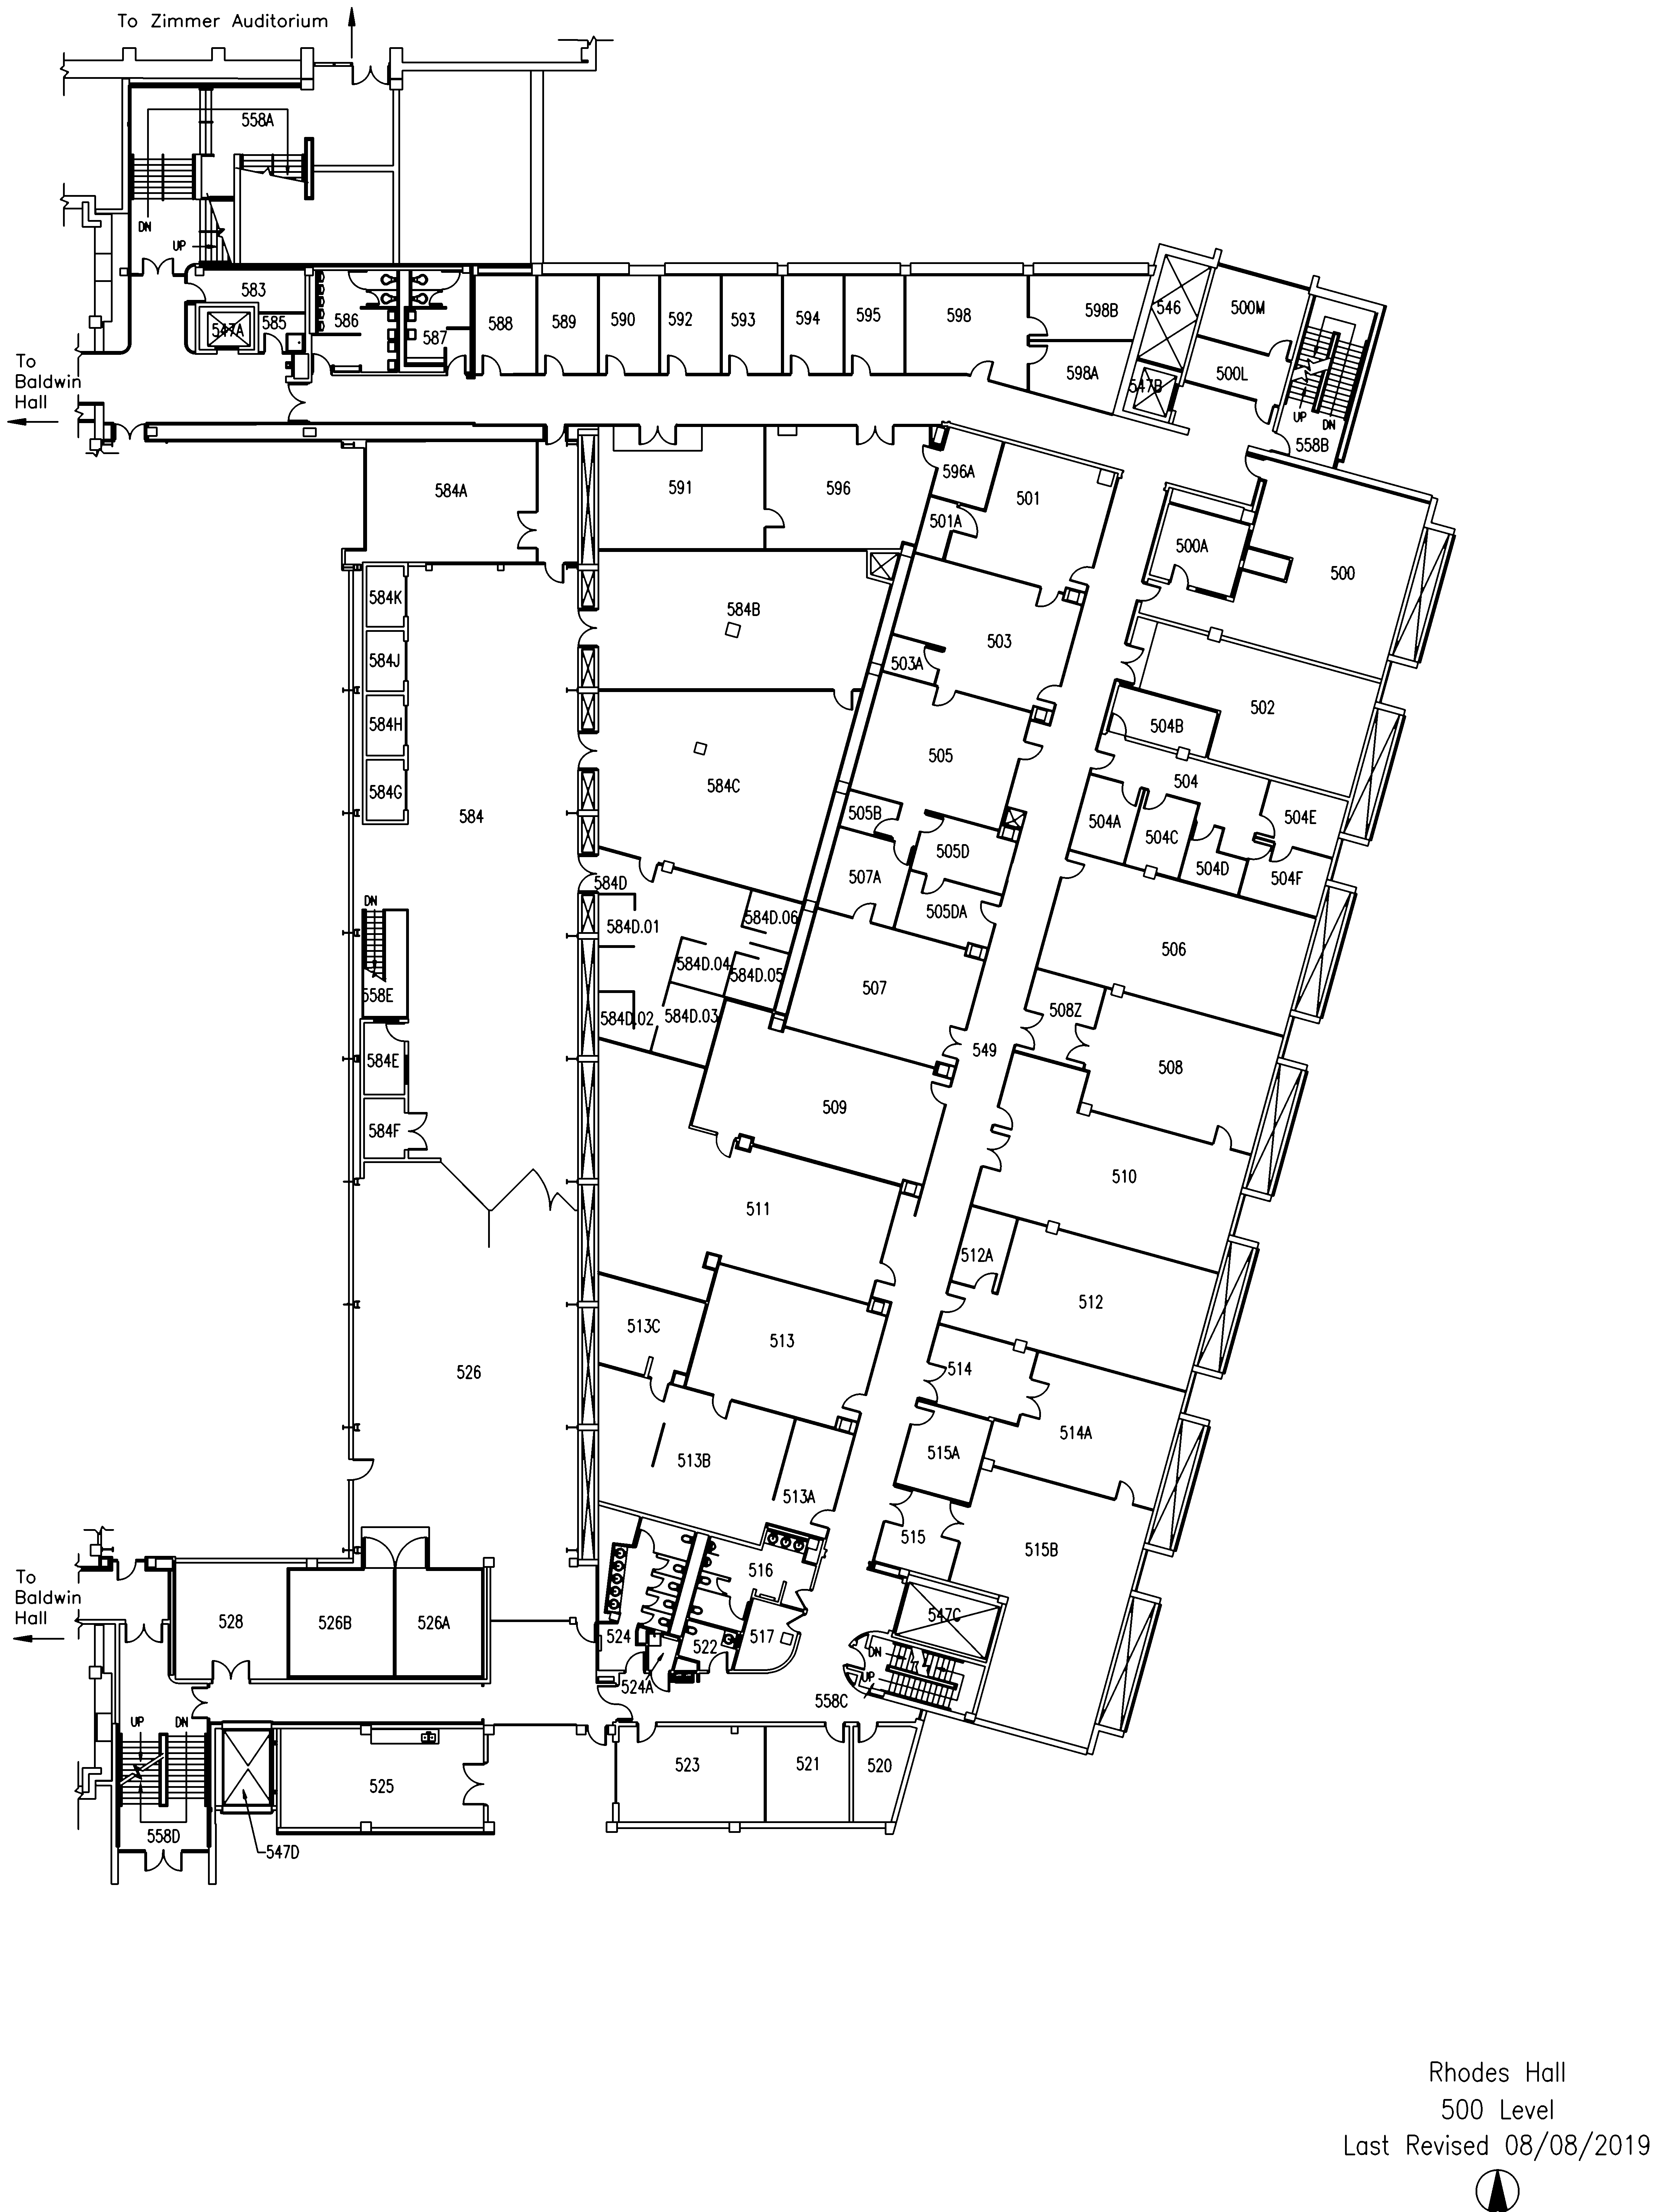 To Zimmer Auditorium
558A
DN
UP
583
547A
585
586
587
588
589
590
592
593
594
595
598
598B
598A
546
547B
500M
500L
UP
DN
558B
To
Baldwin
Hall
584A
591
596
596A
501
501A
500A
500
584K
584J
584H
584G
584
584B
584C
503
503A
502
504B
505
504
504A
504C
504D
504E
504F
505B
505D
507A
505DA
584D
584D.01
584D.06
584D.04
584D.05
584D.02
584D.03
DN
558E
584E
584F
507
506
508Z
549
508
509
510
511
512A
512
513C
513
514
514A
526
513B
513A
515A
515
515B
516
517
To
Baldwin
Hall
528
526B
526A
524
522
524A
547C
DN
UP
558C
UP
DN
558D
547D
525
523
521
520
Rhodes Hall
500 Level
Last Revised 08/08/2019